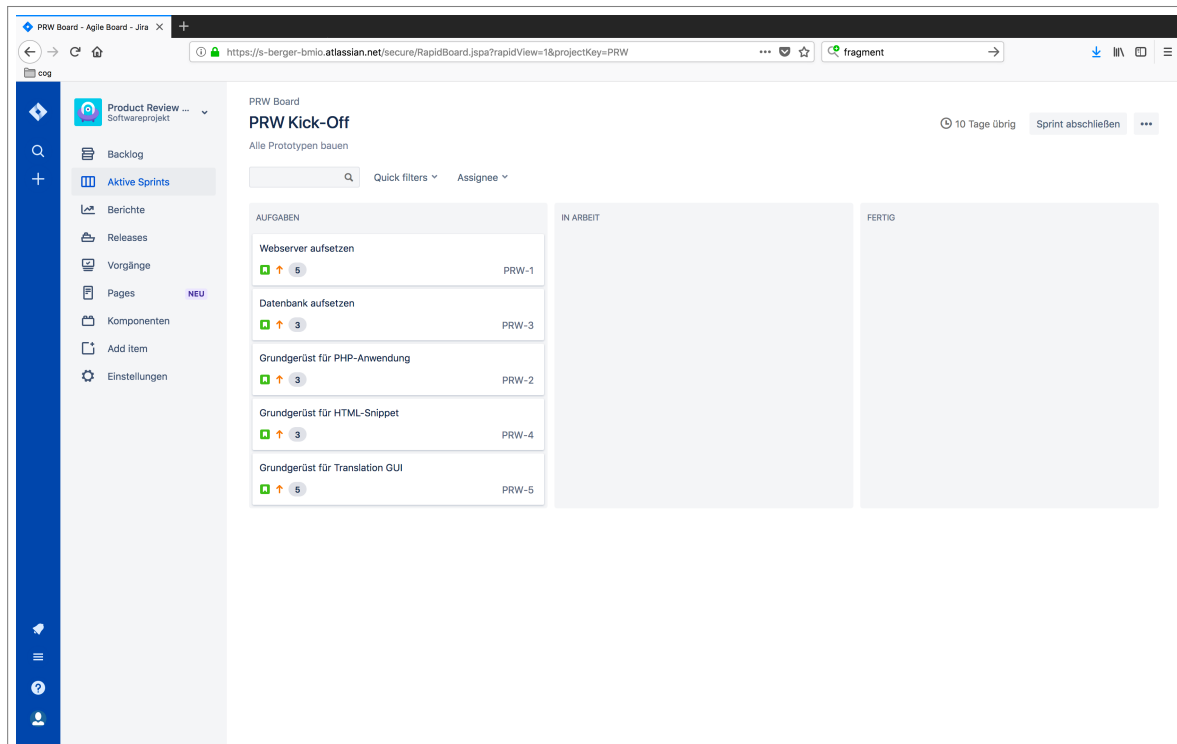 PRW Board - Agile Board - Jira
https://s-berger-bmio.atlassian.net/secure/RapidBoard.jspa?rapidView=1&projectKey=PRW
fragment
cog
Product Review ...
Softwareprojekt
Backlog
Aktive Sprints
Berichte
Releases
Vorgänge
Pages NEU
Komponenten
Add item
Einstellungen
PRW Board
PRW Kick-Off
10 Tage übrig Sprint abschließen
Alle Prototypen bauen
Quick filters Assignee
AUFGABEN IN ARBEIT FERTIG
Webserver aufsetzen
5 PRW-1
Datenbank aufsetzen
3 PRW-3
Grundgerüst für PHP-Anwendung
3 PRW-2
Grundgerüst für HTML-Snippet
3 PRW-4
Grundgerüst für Translation GUI
5 PRW-5